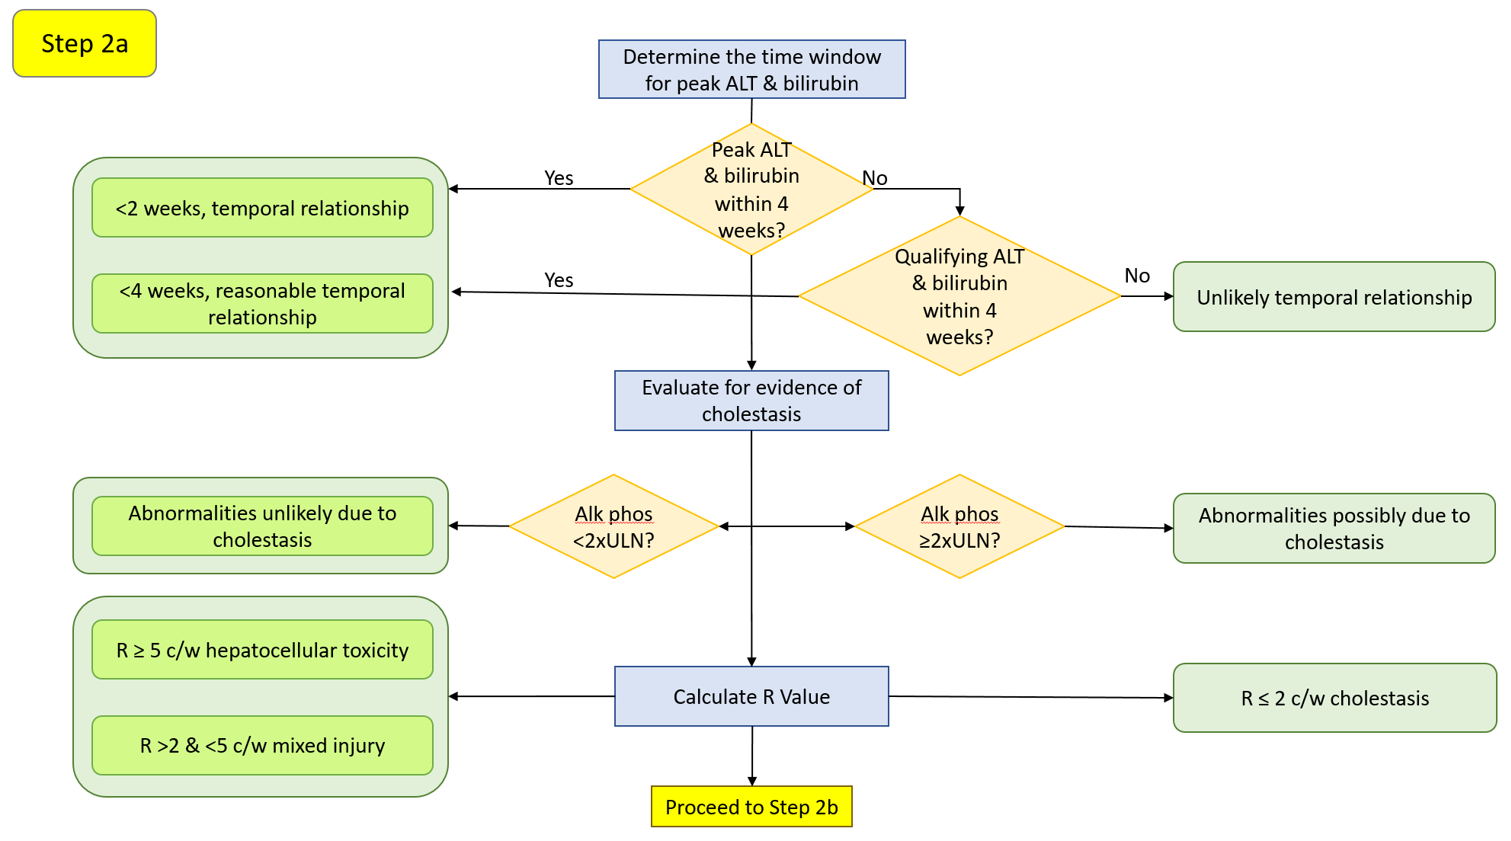 Step 2a
Determine the time window
for peak ALT & bilirubin
Peak ALT
& bilirubin
within 4
weeks?
Yes
No
<2 weeks, temporal relationship
<4 weeks, reasonable temporal
relationship
Yes
Qualifying ALT
& bilirubin
within 4
weeks?
No
Unlikely temporal relationship
Evaluate for evidence of
cholestasis
Abnormalities unlikely due to
cholestasis
Alk phos
<2xULN?
Alk phos
≥2xULN?
Abnormalities possibly due to
cholestasis
R ≥ 5 c/w hepatocellular toxicity
R >2 & <5 c/w mixed injury
Calculate R Value
R ≤ 2 c/w cholestasis
Proceed to Step 2b